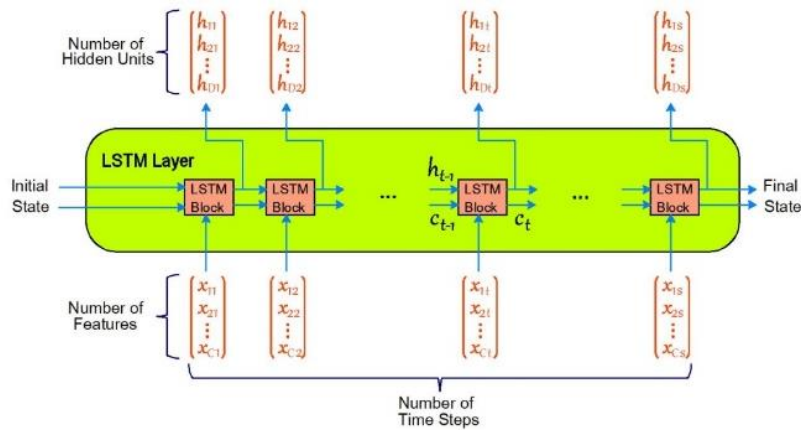 Number of
Hidden Units
h11 h12 h1t h1s
h21 h22 h2t h2s
⋮ ⋮ ⋮ ⋮
hD1 hD2 hDt hDs
LSTM Layer
Initial
State
LSTM
Block
LSTM
Block
...
ht-1
ct-1
LSTM
Block
ct
...
LSTM
Block
Final
State
Number of
Features
x11 x12 x1t x1s
x21 x22 x2t x2s
⋮ ⋮ ⋮ ⋮
xC1 xC2 xCt xCs
Number of
Time Steps